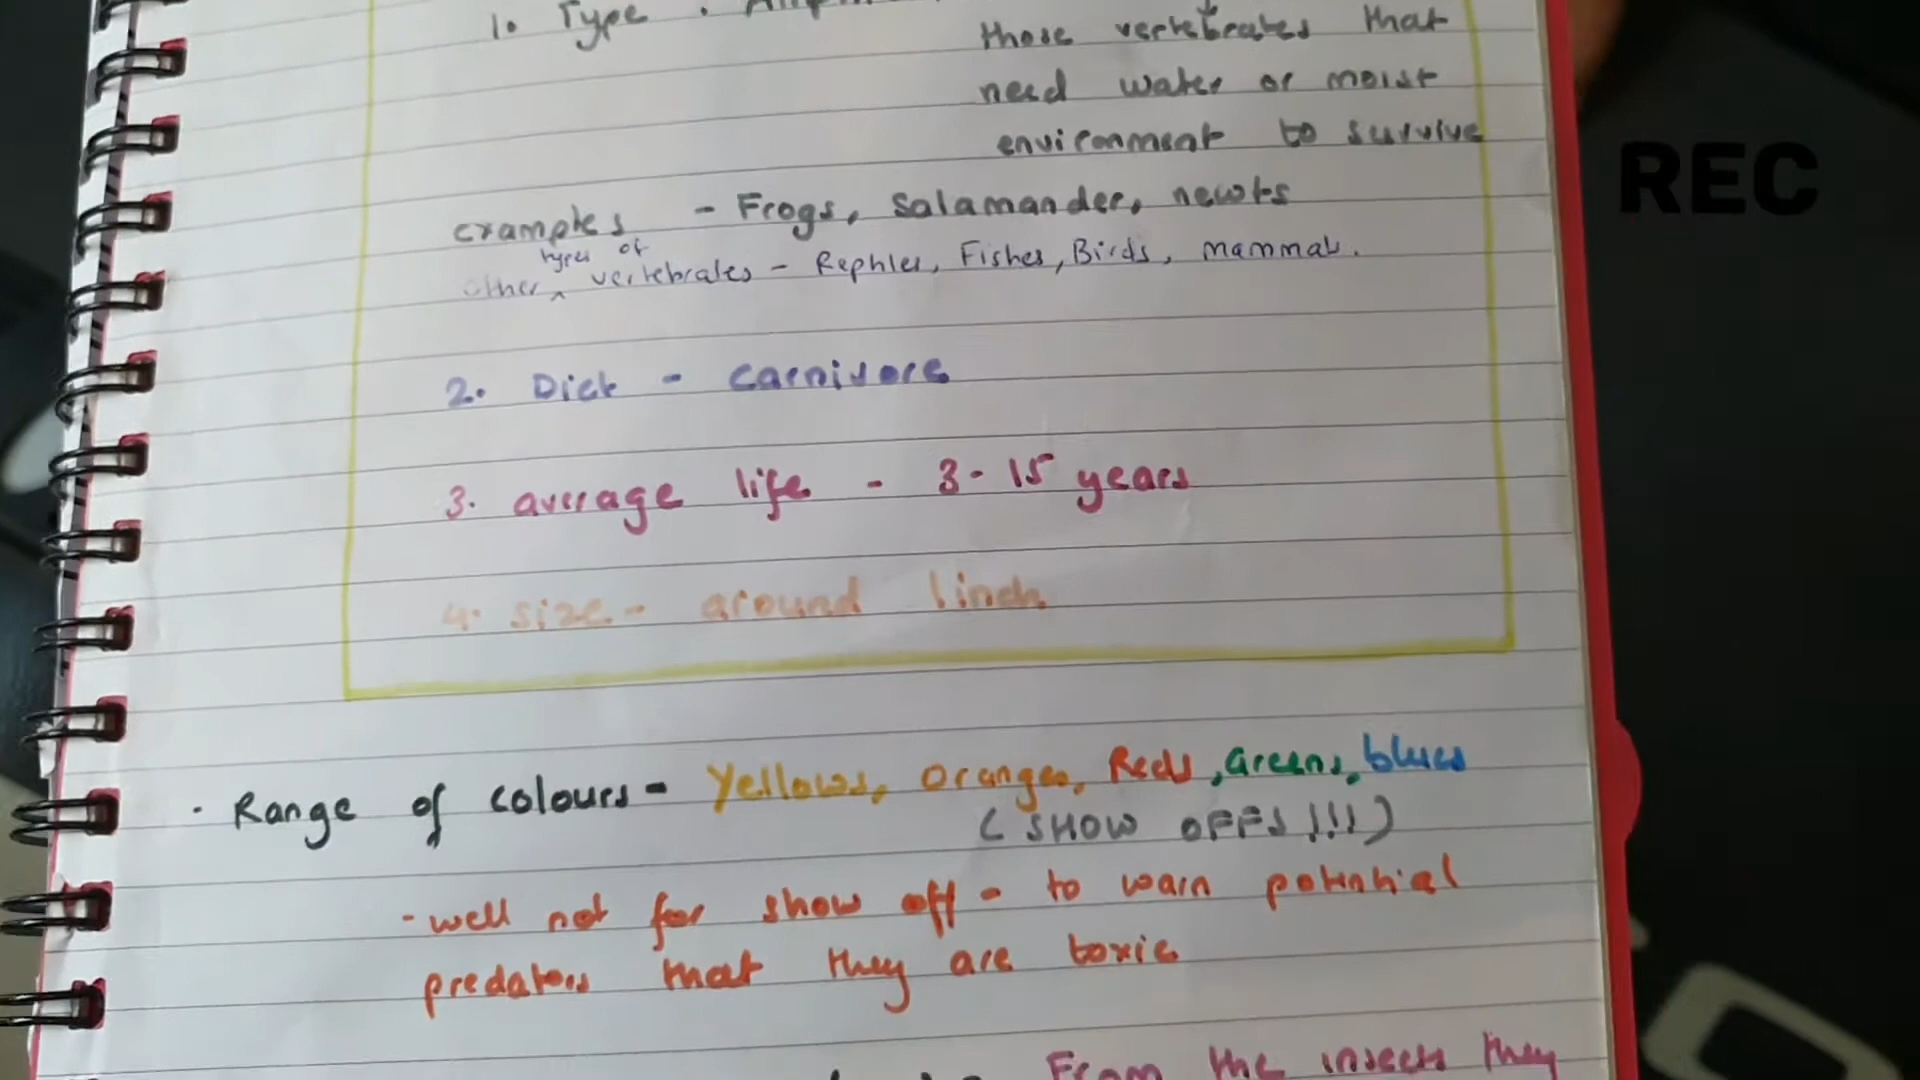 1. Type .
those vertebrates that
need water or moist
environment to survive
REC
examples - Frogs, Salamander, newts
types of
other ^ vertebrates - Reptiles, Fishes, Birds, mammals.
2. Diet - carnivore
3. average life - 3-15 years
4. size - around 1 inch
. Range of colours - Yellows, Oranges, Reds, Greens, blues
(SHOW OFFS !!!)
- well not for show off - to warn potential
predators that they are toxic
From the insects they